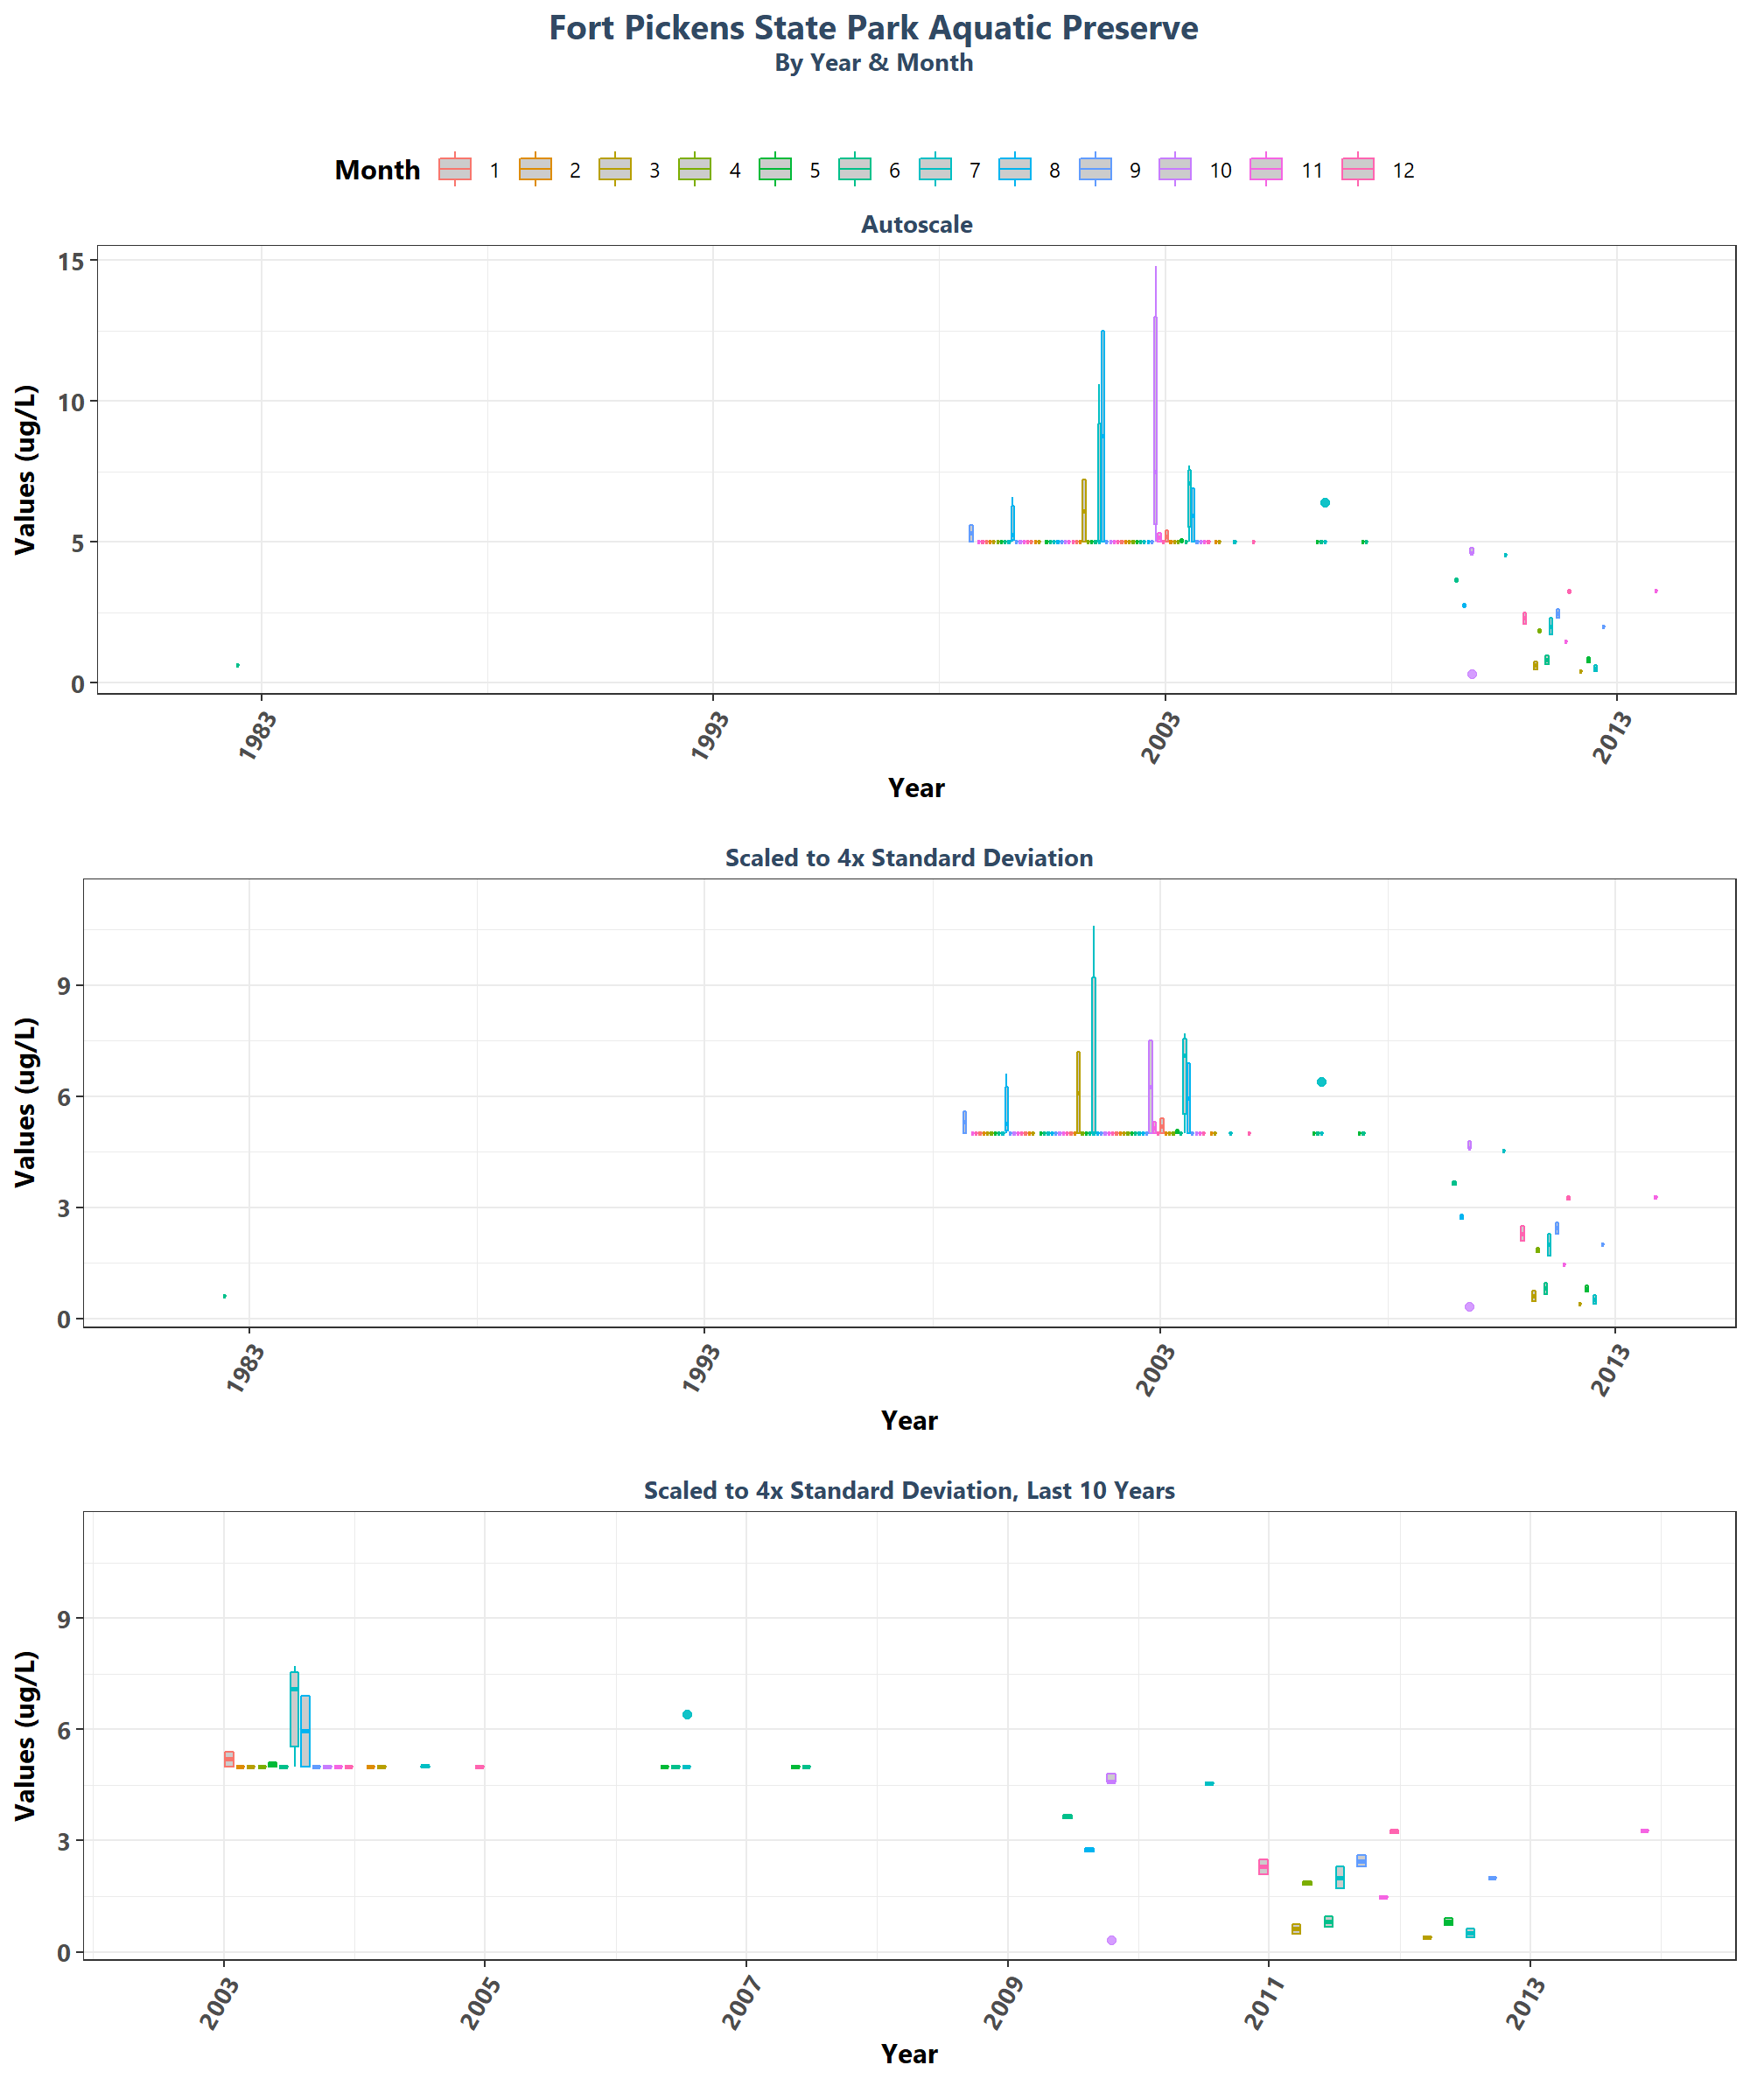 Fort Pickens State Park Aquatic Preserve
By Year & Month
Month 1 2 3 4 5 6 7 8 9 10 11 12
Autoscale
Values (ug/L)
15
10
5
0
1983 1993 2003 2013
Year
Scaled to 4x Standard Deviation
Values (ug/L)
9
6
3
0
1983 1993 2003 2013
Year
Scaled to 4x Standard Deviation, Last 10 Years
Values (ug/L)
9
6
3
0
2003 2005 2007 2009 2011 2013
Year